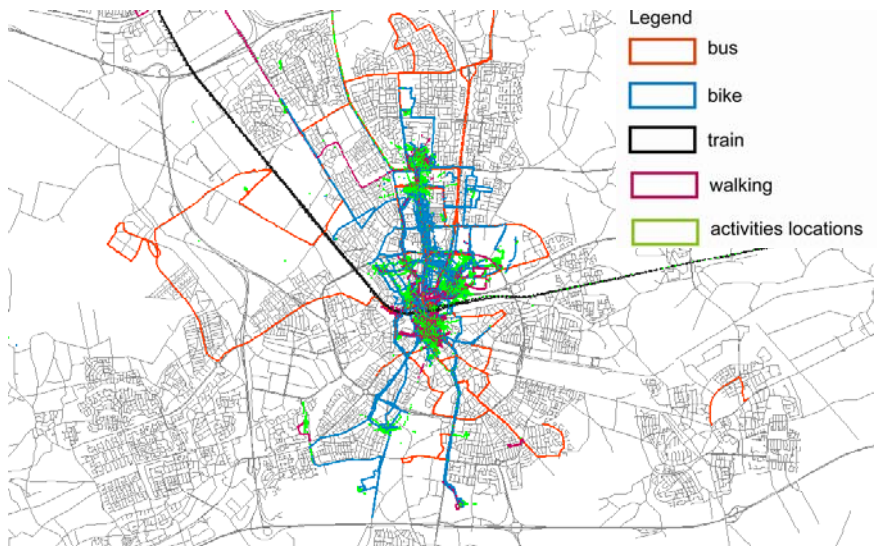 Legend
bus
bike
train
walking
activities locations